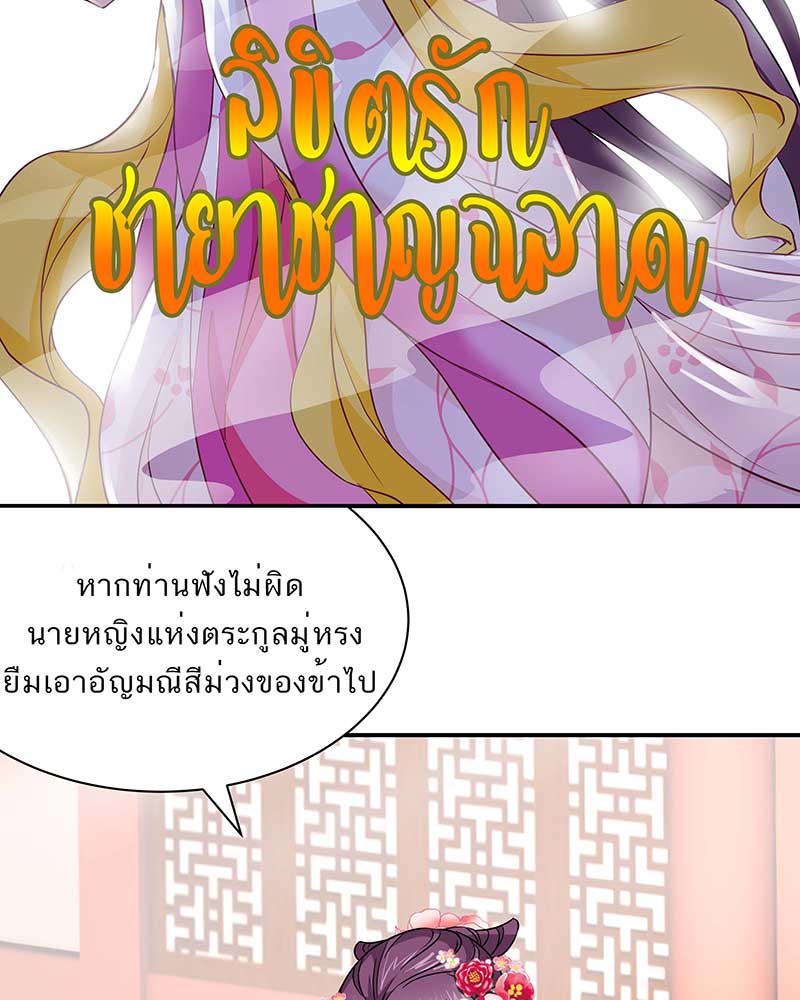 ลิขิตรัก
ชายาชาญฉลาด
หากท่านฟังไม่ผิด
นายหญิงแห่งตระกูลมู่หรง
ยืมเอาอัญมณีสีม่วงของข้าไป